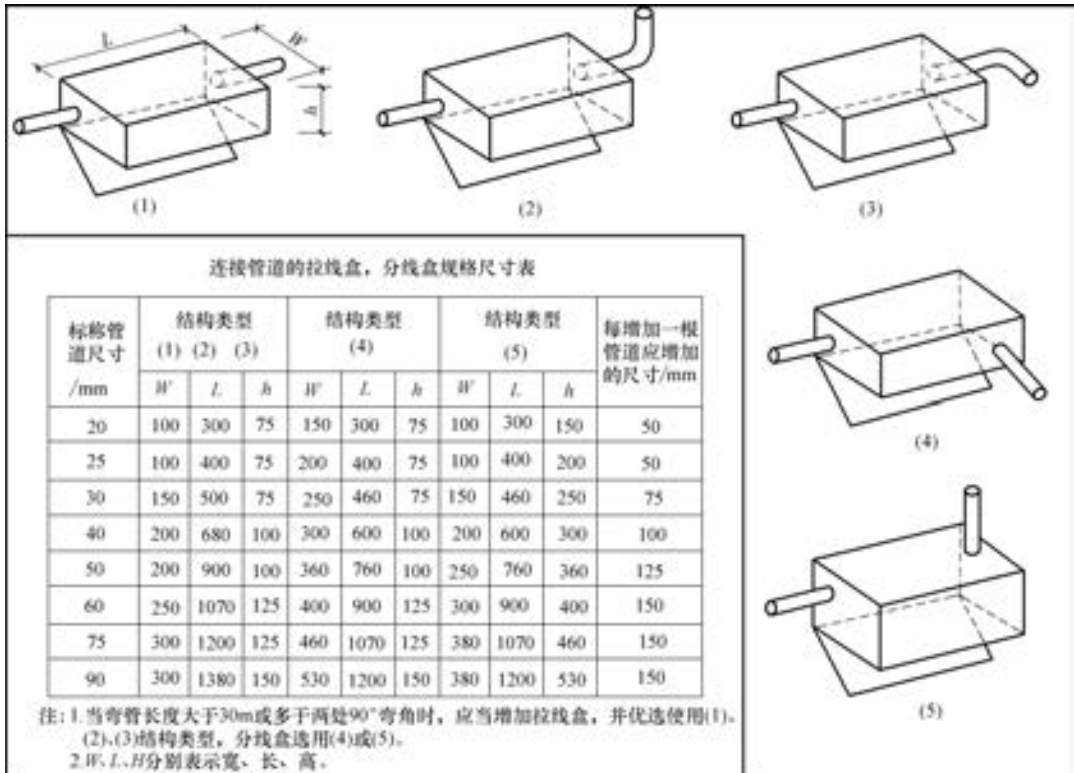 L
W
h
(1)
(2)
(3)
连接管道的拉线盒，分线盒规格尺寸表
标称管道尺寸/mm 结构类型 (1) (2) (3) 结构类型 (4) 结构类型 (5) 每增加一根管道应增加的尺寸/mm
W L h W L h W L h
20 100 300 75 150 300 75 100 300 150 50
25 100 400 75 200 400 75 100 400 200 50
30 150 500 75 250 460 75 150 460 250 75
40 200 680 100 300 600 100 200 600 300 100
50 200 900 100 360 760 100 250 760 360 125
60 250 1070 125 400 900 125 300 900 400 150
75 300 1200 125 460 1070 125 380 1070 460 150
90 300 1380 150 530 1200 150 380 1200 530 150
注: 1.当弯管长度大于30m或多于两处90°弯角时，应当增加拉线盒，并优选使用(1)、
(2)、(3)结构类型，分线盒选用(4)或(5)。
2.W、L、H分别表示宽、长、高。
(4)
(5)